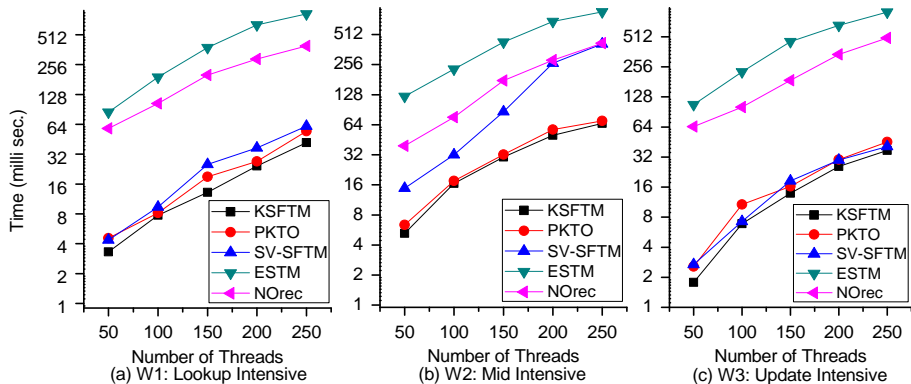 Time (milli sec.)
512
256
128
64
32
16
8
4
2
1
KSFTM
PKTO
SV-SFTM
ESTM
NOrec
50 100 150 200 250
Number of Threads
(a) W1: Lookup Intensive
512
256
128
64
32
16
8
4
2
1
KSFTM
PKTO
SV-SFTM
ESTM
NOrec
50 100 150 200 250
Number of Threads
(b) W2: Mid Intensive
512
256
128
64
32
16
8
4
2
1
KSFTM
PKTO
SV-SFTM
ESTM
NOrec
50 100 150 200 250
Number of Threads
(c) W3: Update Intensive